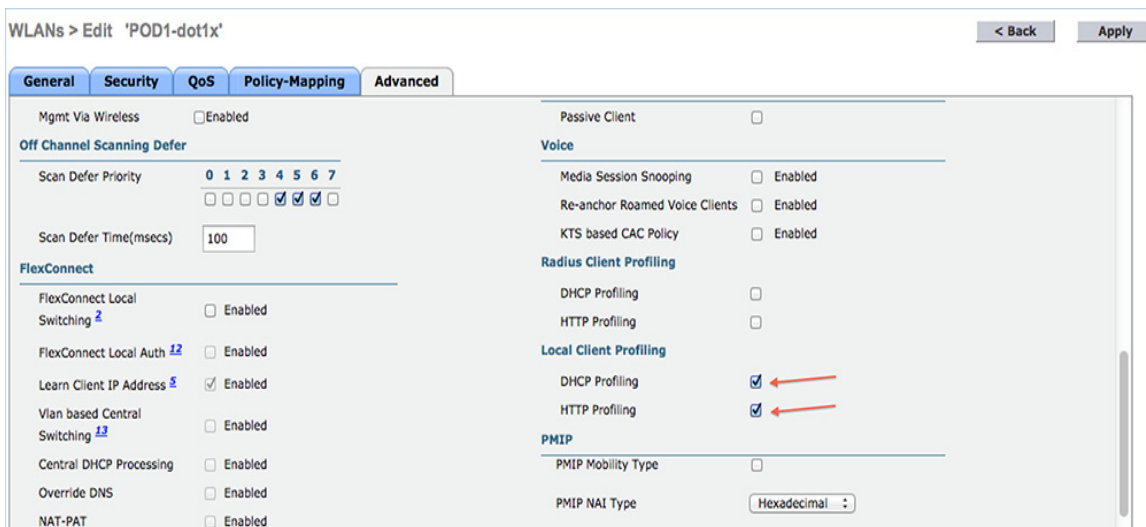 WLANs > Edit 'POD1-dot1x'
< Back
Apply
General
Security
QoS
Policy-Mapping
Advanced
Mgmt Via Wireless
Enabled
Off Channel Scanning Defer
Scan Defer Priority
0 1 2 3 4 5 6 7
Scan Defer Time(msecs)
100
FlexConnect
FlexConnect Local
Switching 2
Enabled
FlexConnect Local Auth 12
Enabled
Learn Client IP Address 5
Enabled
Vlan based Central
Switching 13
Enabled
Central DHCP Processing
Enabled
Override DNS
Enabled
NAT-PAT
Enabled
Passive Client
Voice
Media Session Snooping
Enabled
Re-anchor Roamed Voice Clients
Enabled
KTS based CAC Policy
Enabled
Radius Client Profiling
DHCP Profiling
HTTP Profiling
Local Client Profiling
DHCP Profiling
HTTP Profiling
PMIP
PMIP Mobility Type
PMIP NAI Type
Hexadecimal